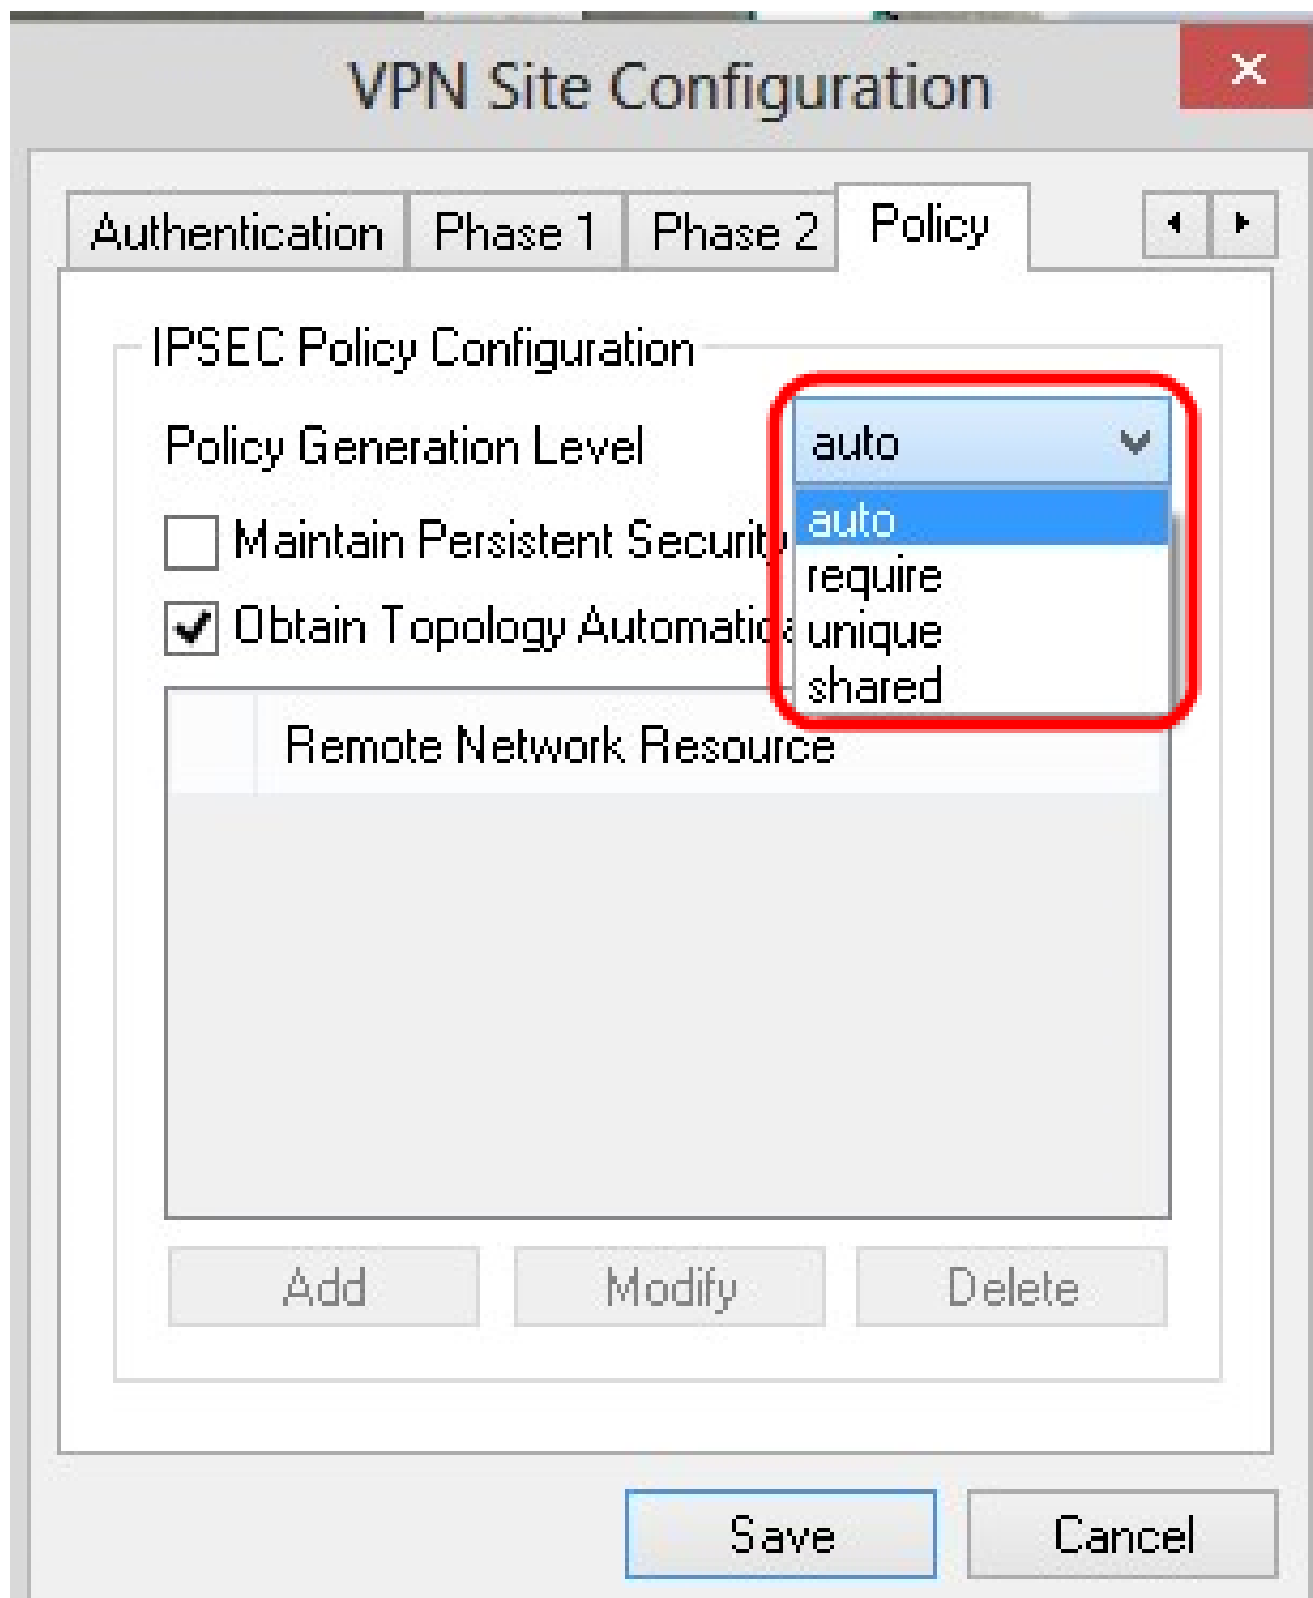 VPN Site Configuration
Authentication
Phase 1
Phase 2
Policy
IPSEC Policy Configuration
Policy Generation Level
auto
auto
require
unique
shared
Maintain Persistent Security
Obtain Topology
Remote Network Resource
Add
Modify
Delete
Save
Cancel